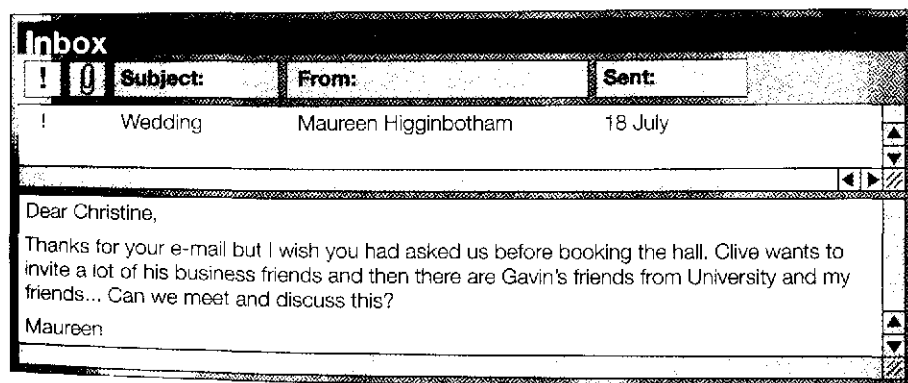 Inbox
! Subject: From: Sent:
! Wedding Maureen Higginbotham 18 July
Dear Christine,
Thanks for your e-mail but I wish you had asked us before booking the hall. Clive wants to
invite a lot of his business friends and then there are Gavin's friends from University and my
friends... Can we meet and discuss this?
Maureen